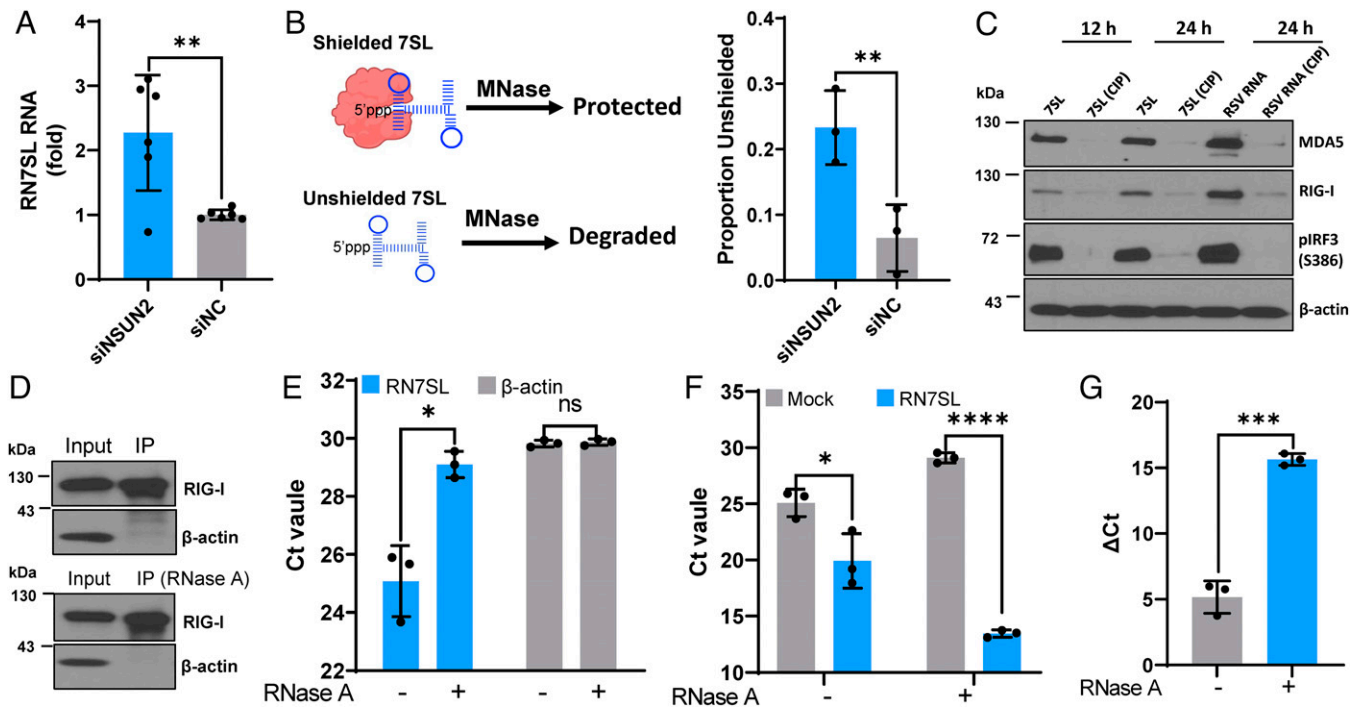 A
RN7SL RNA
(fold)
4
3
2
1
0
**
siNSUN2
siNC
B
Shielded 7SL
5'ppp
MNase
Protected
Unshielded 7SL
5'ppp
MNase
Degraded
Proportion Unshielded
0.4
0.3
0.2
0.1
0.0
**
siNSUN2
siNC
C
12 h
24 h
24 h
kDa
7SL
7SL (CIP)
7SL
7SL (CIP)
RSV RNA
RSV RNA (CIP)
130
MDA5
130
RIG-I
72
pIRF3
(S386)
43
β-actin
D
kDa
Input
IP
130
RIG-I
43
β-actin
kDa
Input
IP (RNase A)
130
RIG-I
43
β-actin
E
RN7SL
β-actin
Ct vaule
32
30
28
26
24
22
*
ns
RNase A
-
+
-
+
F
Mock
RN7SL
Ct vaule
35
30
25
20
15
10
*
****
RNase A
-
+
G
ΔCt
20
15
10
5
0
***
RNase A
-
+